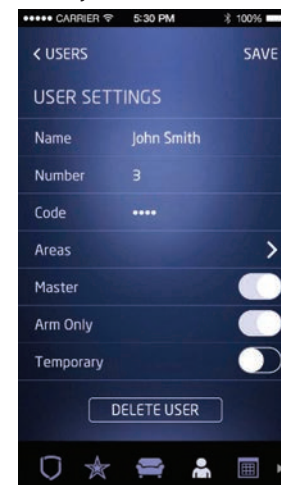 ••••• CARRIER 5:30 PM 100%
< USERS SAVE
USER SETTINGS
Name John Smith
Number 3
Code ••••
Areas >
Master
Arm Only
Temporary
DELETE USER